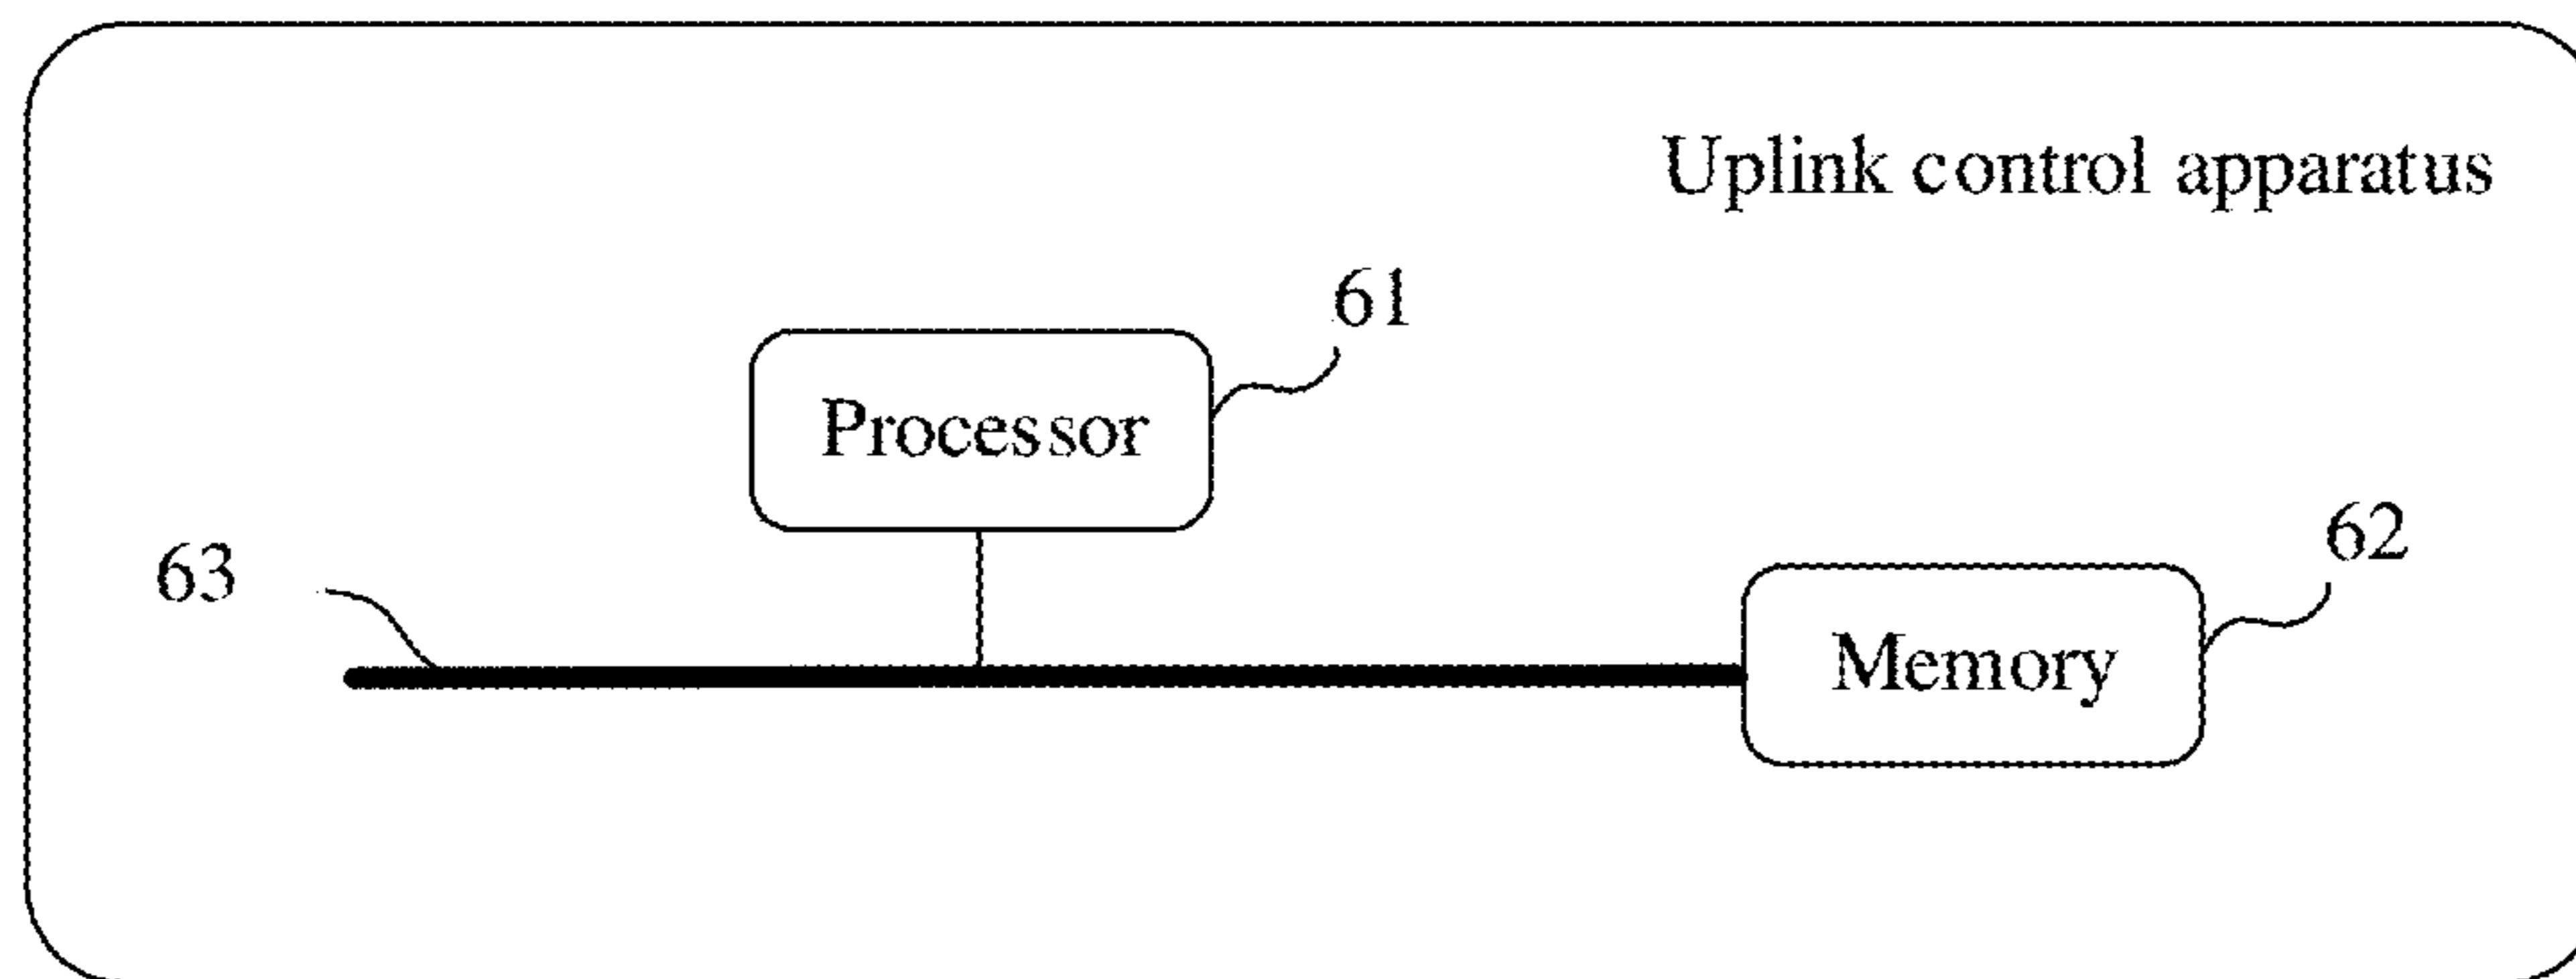 Uplink control apparatus
61
Processor
62
63
Memory